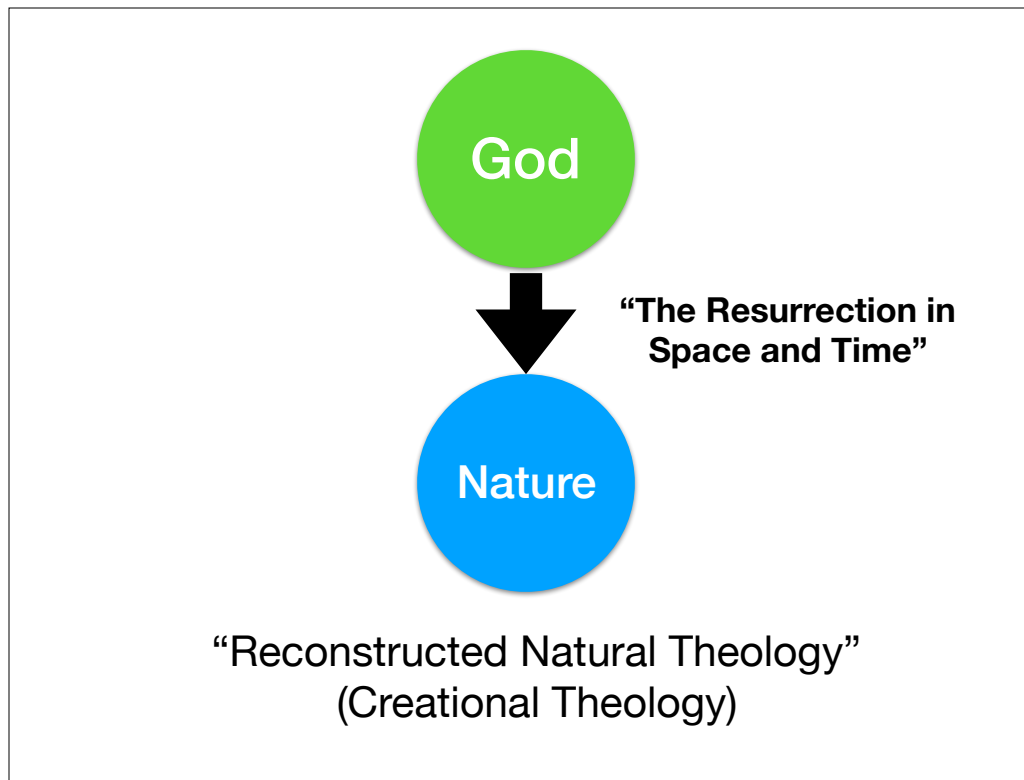 God
“The Resurrection in
Space and Time”
Nature
“Reconstructed Natural Theology”
(Creational Theology)